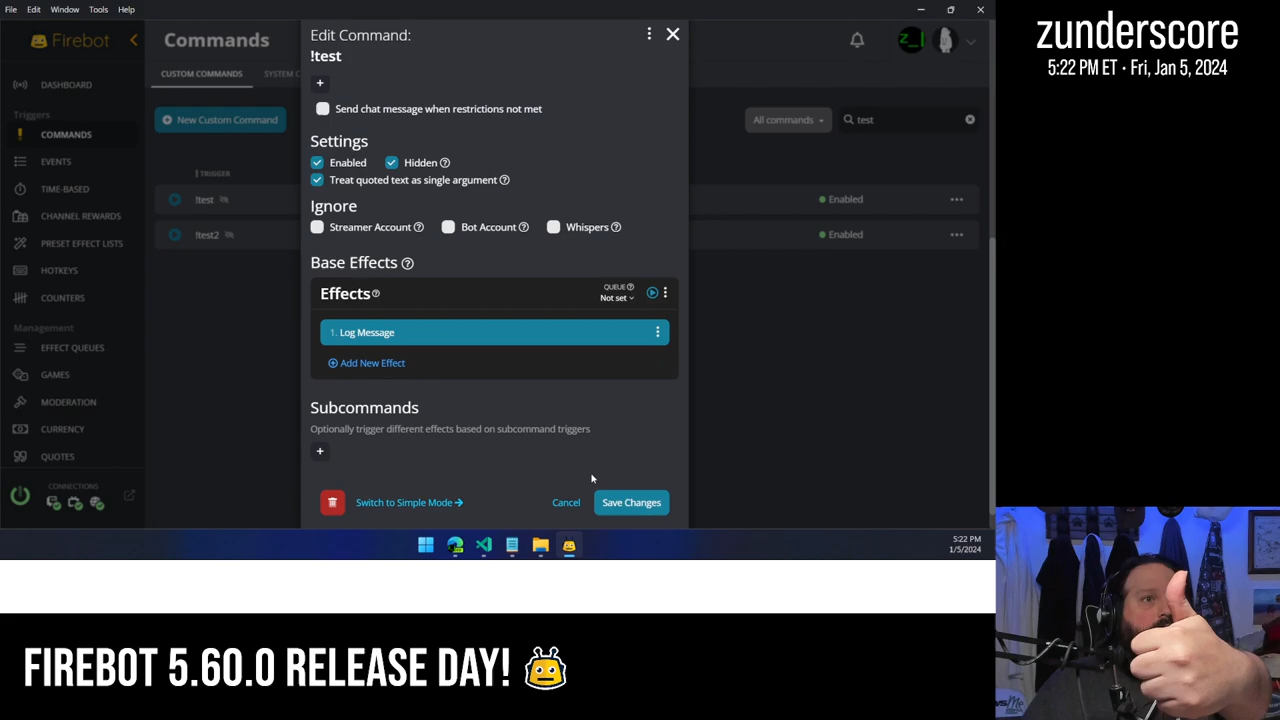 File Edit Window Tools Help
Firebot
DASHBOARD
Triggers
COMMANDS
EVENTS
TIME-BASED
CHANNEL REWARDS
PRESET EFFECT LISTS
HOTKEYS
COUNTERS
Management
EFFECT QUEUES
GAMES
MODERATION
CURRENCY
QUOTES
CONNECTIONS
Commands
CUSTOM COMMANDS SYSTEM C
New Custom Command
All commands
test
TRIGGER
!test
Enabled
!test2
Enabled
Edit Command:
!test
Send chat message when restrictions not met
Settings
Enabled Hidden
Treat quoted text as single argument
Ignore
Streamer Account Bot Account Whispers
Base Effects
Effects
QUEUE
Not set
1. Log Message
Add New Effect
Subcommands
Optionally trigger different effects based on subcommand triggers
Switch to Simple Mode
Cancel
Save Changes
5:22 PM
1/5/2024
zunderscore
5:22 PM ET • Fri, Jan 5, 2024
FIREBOT 5.60.0 RELEASE DAY!